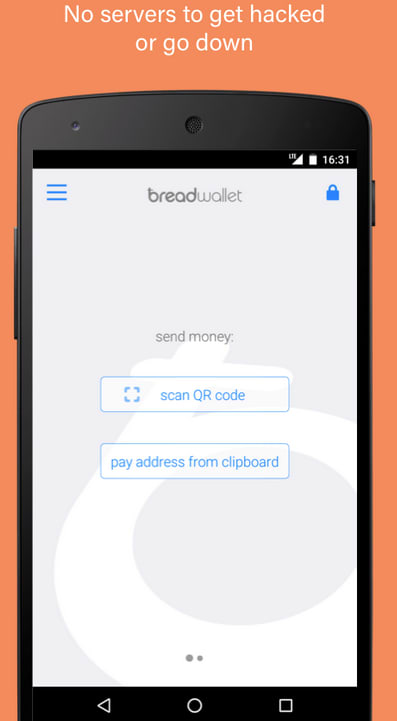 No servers to get hacked
or go down
LTE 16:31
breadwallet
send money:
scan QR code
pay address from clipboard